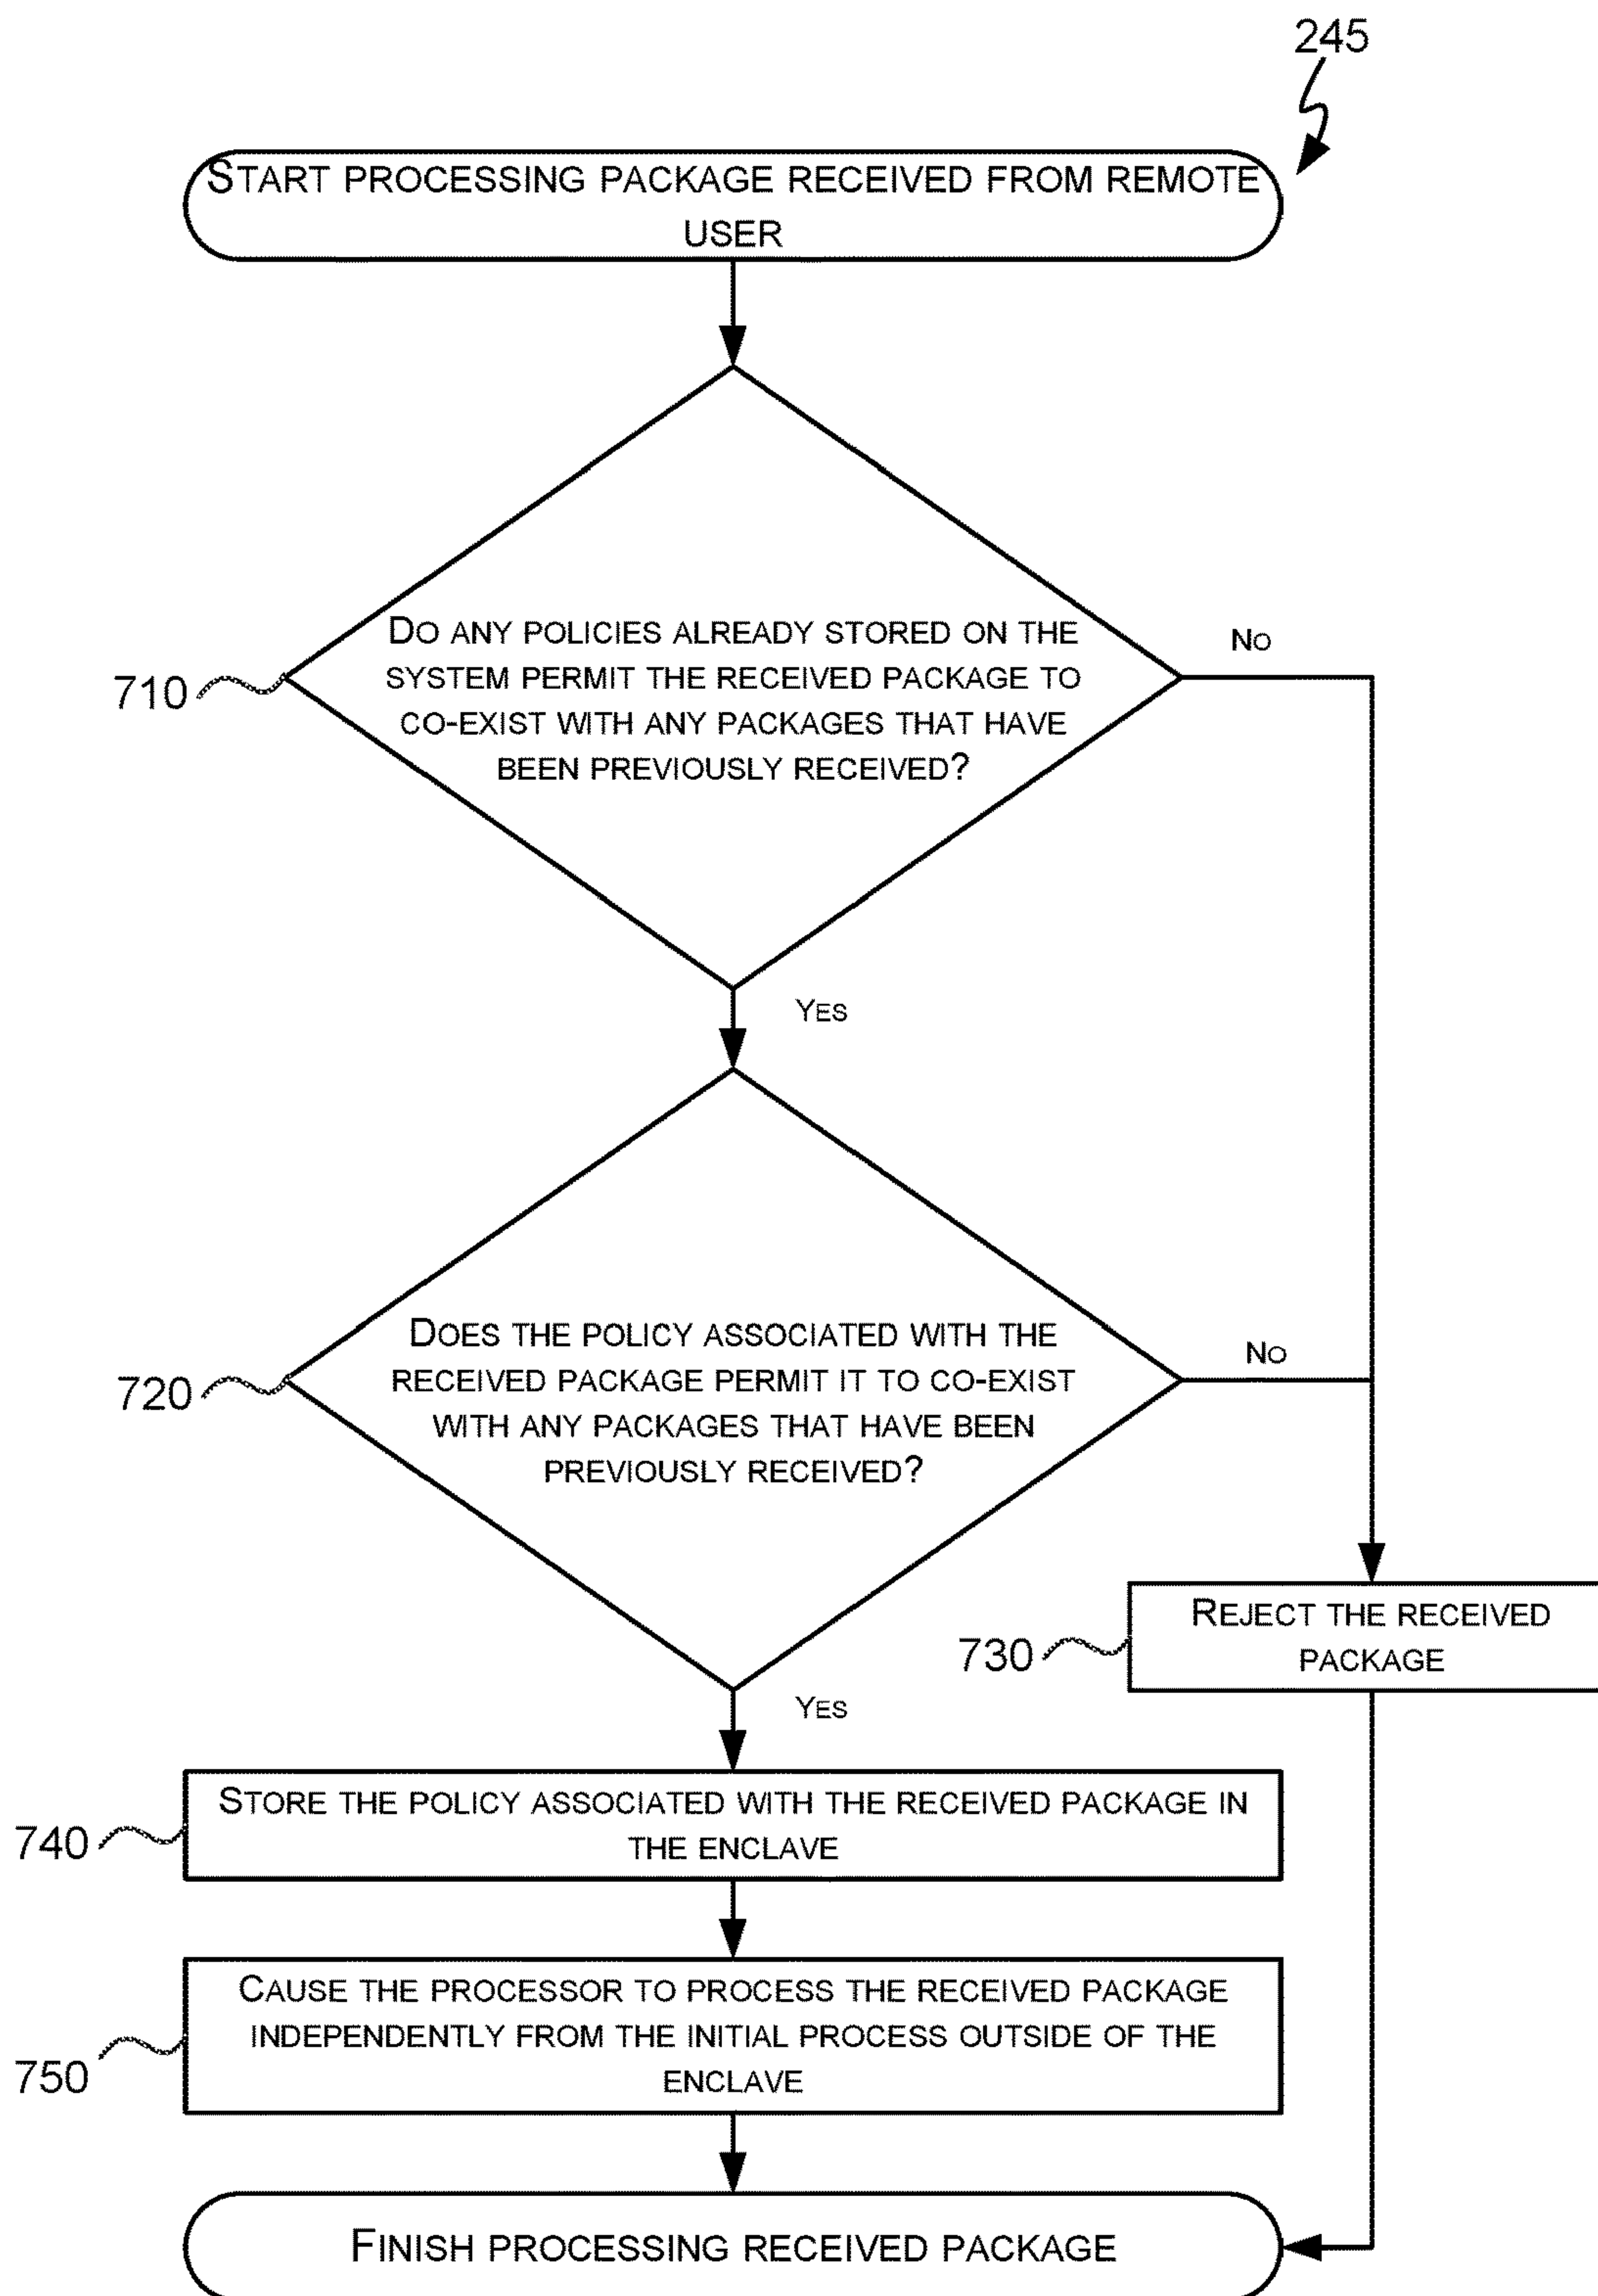 245
START PROCESSING PACKAGE RECEIVED FROM REMOTE
USER
DO ANY POLICIES ALREADY STORED ON THE
SYSTEM PERMIT THE RECEIVED PACKAGE TO
CO-EXIST WITH ANY PACKAGES THAT HAVE
BEEN PREVIOUSLY RECEIVED?
NO
710
YES
DOES THE POLICY ASSOCIATED WITH THE
RECEIVED PACKAGE PERMIT IT TO CO-EXIST
WITH ANY PACKAGES THAT HAVE BEEN
PREVIOUSLY RECEIVED?
NO
720
REJECT THE RECEIVED
PACKAGE
730
YES
STORE THE POLICY ASSOCIATED WITH THE RECEIVED PACKAGE IN
THE ENCLAVE
740
CAUSE THE PROCESSOR TO PROCESS THE RECEIVED PACKAGE
INDEPENDENTLY FROM THE INITIAL PROCESS OUTSIDE OF THE
ENCLAVE
750
FINISH PROCESSING RECEIVED PACKAGE